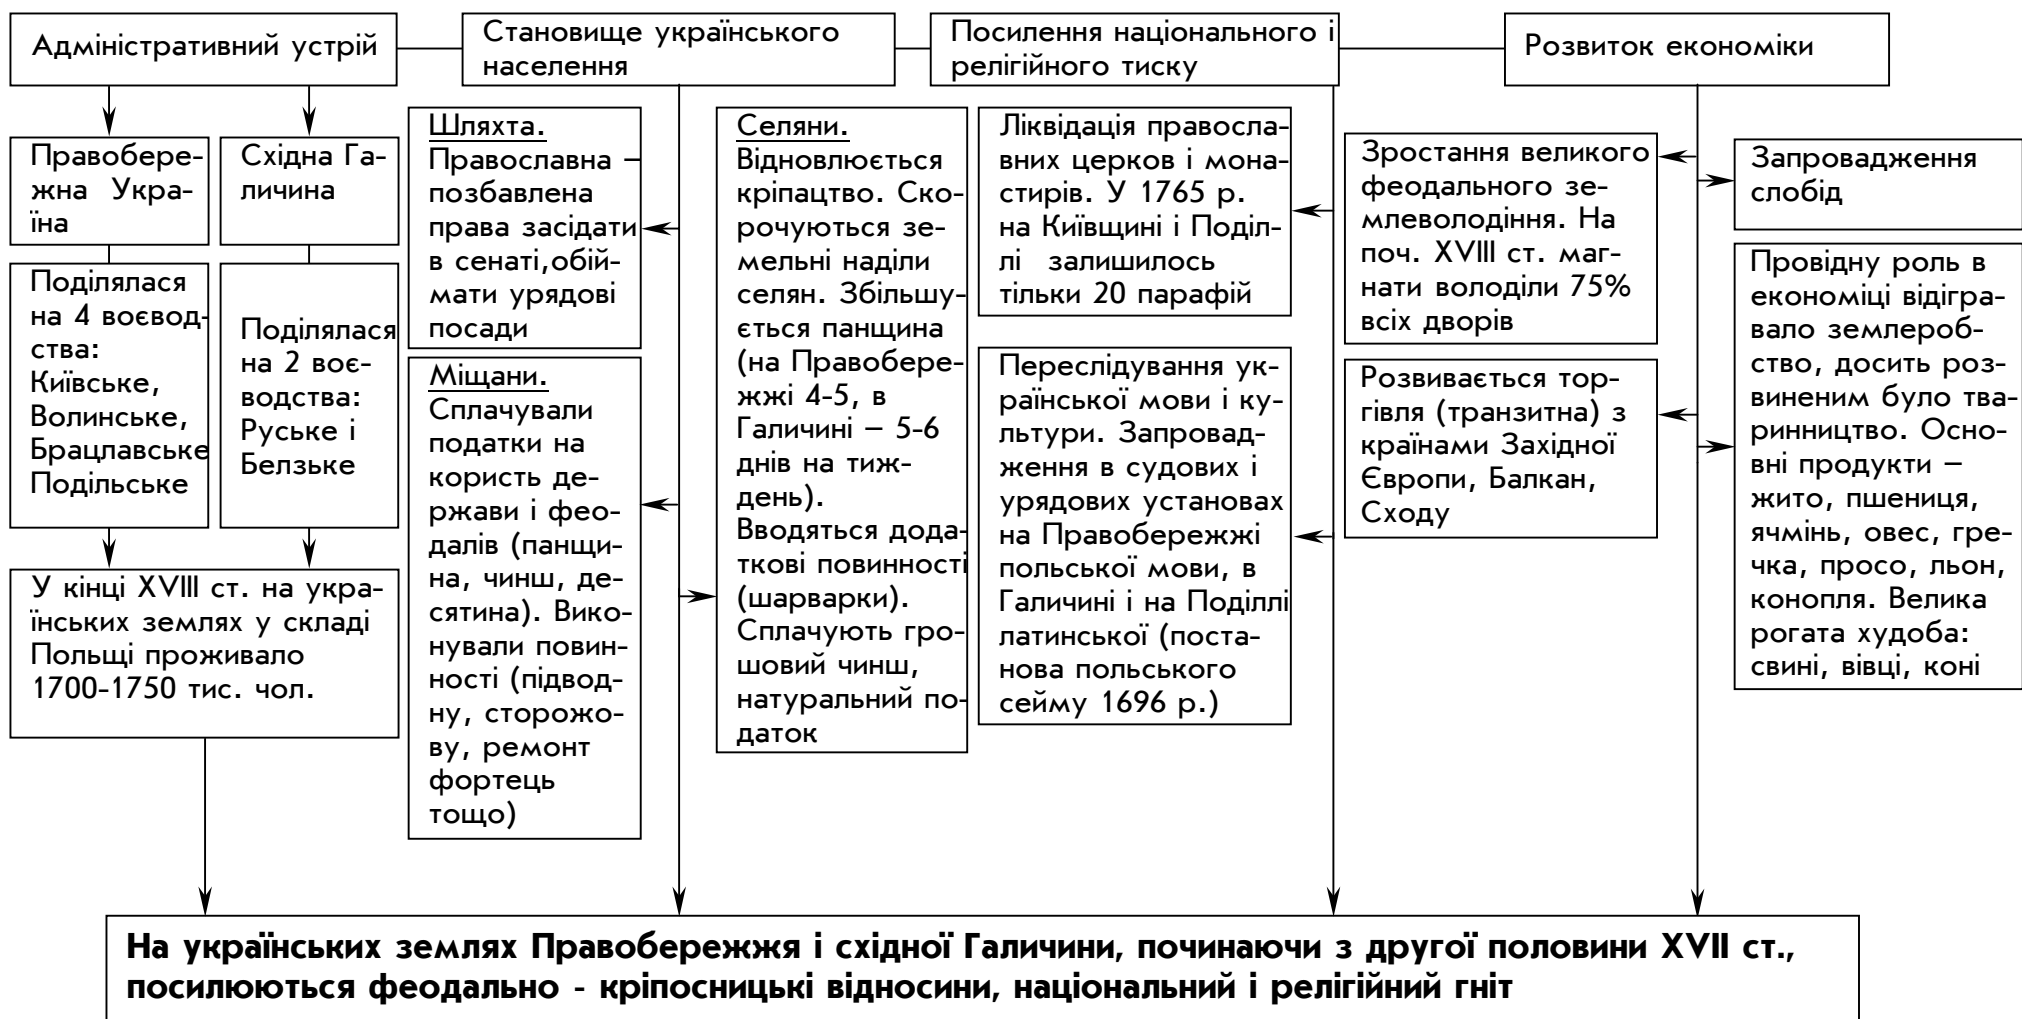 Адміністративний устрій
Становище українського
населення
Посилення національного і
релігійного тиску
Розвиток економіки
Правобере-
жна Укра-
їна
Східна Га-
личина
Поділялася
на 4 воєвод-
ства:
Київське,
Волинське,
Брацлавське
Подільське
Поділялася
на 2 воє-
водства:
Руське і
Белзьке
У кінці XVIII ст. на укра-
їнських землях у складі
Польщі проживало
1700-1750 тис. чол.
Шляхта.
Православна –
позбавлена
права засідати
в сенаті,обій-
мати урядові
посади
Міщани.
Сплачували
податки на
користь де-
ржави і фео-
далів (панщи-
на, чинш, де-
сятина). Вико-
нували повин-
ності (підвод-
ну, сторожо-
ву, ремонт
фортець
тощо)
Селяни.
Відновлюється
кріпацтво. Ско-
рочуються зе-
мельні наділи
селян. Збільшу-
ється панщина
(на Правобере-
жжі 4-5, в
Галичині – 5-6
днів на тиж-
день).
Вводяться дода-
ткові повинності
(шарварки).
Сплачують гро-
шовий чинш,
натуральний по-
даток
Ліквідація правосла-
вних церков і мона-
стирів. У 1765 р.
на Київщині і Поділ-
лі залишилось
тільки 20 парафій
Переслідування ук-
раїнської мови і ку-
льтури. Запровад-
ження в судових і
урядових установах
на Правобережжі
польської мови, в
Галичині і на Поділлі
латинської (поста-
нова польського
сейму 1696 р.)
Зростання великого
феодального зе-
млеволодіння. На
поч. XVIII ст. маг-
нати володіли 75%
всіх дворів
Розвивається тор-
гівля (транзитна) з
країнами Західної
Європи, Балкан,
Сходу
Запровадження
слобід
Провідну роль в
економіці відігра-
вало землероб-
ство, досить роз-
виненим було тва-
ринництво. Осно-
вні продукти –
жито, пшениця,
ячмінь, овес, гре-
чка, просо, льон,
конопля. Велика
рогата худоба:
свині, вівці, коні
На українських землях Правобережжя і східної Галичини, починаючи з другої половини XVII ст.,
посилюються феодально - кріпосницькі відносини, національний і релігійний гніт